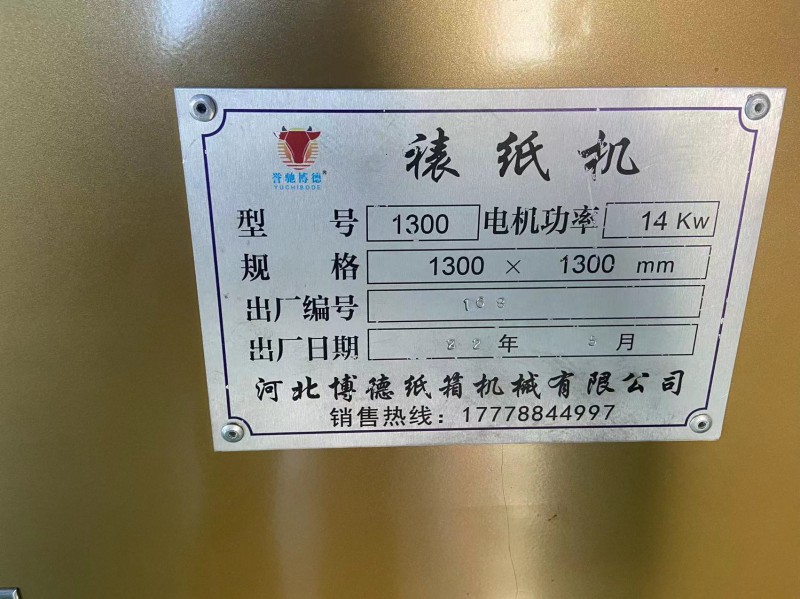 裱纸机
誉驰博德®
YUCHIBODE
型号 1300 电机功率 14 Kw
规格 1300 × 1300 mm
出厂编号
出厂日期 22 年 月
河北博德纸箱机械有限公司
销售热线：17778844997